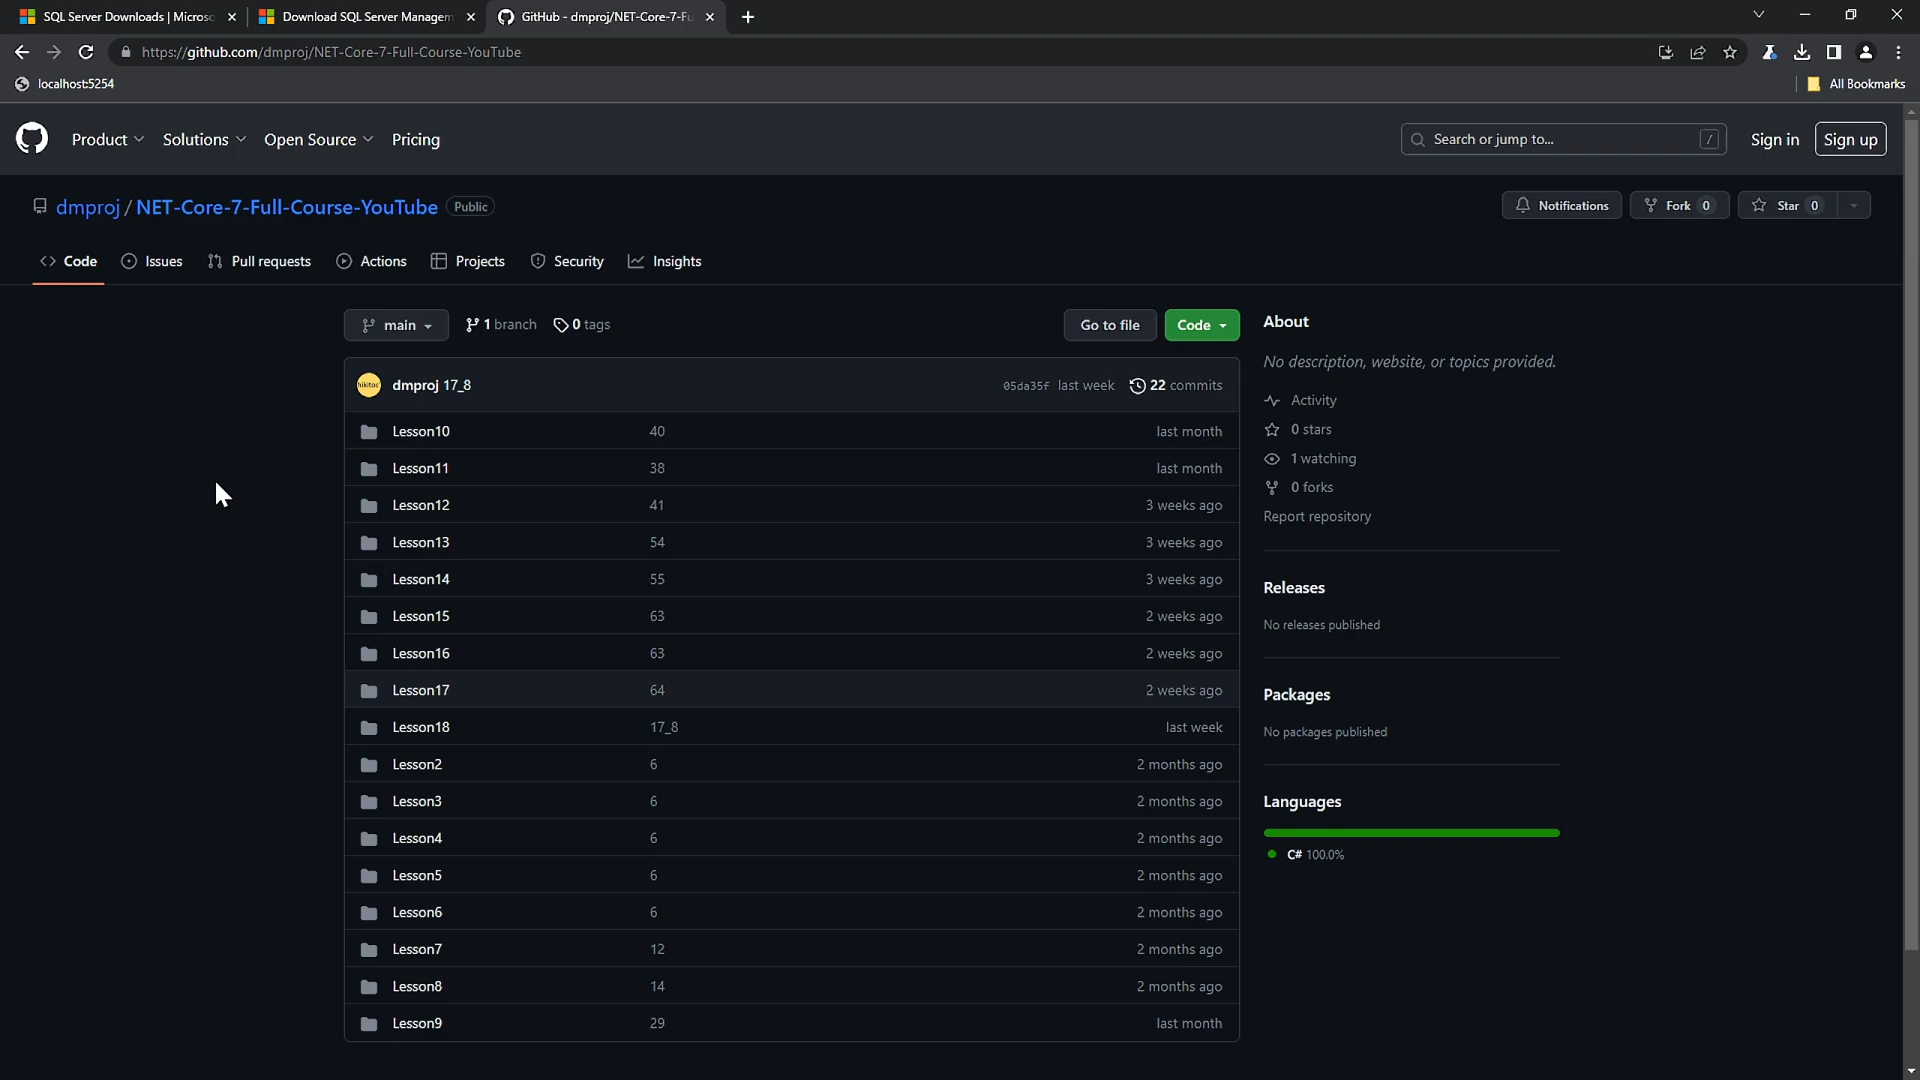 SQL Server Downloads | Micros
Download SQL Server Managem
GitHub - dmproj/NET-Core-7-Fu
https://github.com/dmproj/NET-Core-7-Full-Course-YouTube
localhost:5254
All Bookmarks
Product
Solutions
Open Source
Pricing
Search or jump to...
/
Sign in
Sign up
dmproj / NET-Core-7-Full-Course-YouTube
Public
Notifications
Fork 0
Star 0
Code
Issues
Pull requests
Actions
Projects
Security
Insights
main
1 branch
0 tags
Go to file
Code
dmproj 17_8
05da35f last week
22 commits
Lesson10 40 last month
Lesson11 38 last month
Lesson12 41 3 weeks ago
Lesson13 54 3 weeks ago
Lesson14 55 3 weeks ago
Lesson15 63 2 weeks ago
Lesson16 63 2 weeks ago
Lesson17 64 2 weeks ago
Lesson18 17_8 last week
Lesson2 6 2 months ago
Lesson3 6 2 months ago
Lesson4 6 2 months ago
Lesson5 6 2 months ago
Lesson6 6 2 months ago
Lesson7 12 2 months ago
Lesson8 14 2 months ago
Lesson9 29 last month
About
No description, website, or topics provided.
Activity
0 stars
1 watching
0 forks
Report repository
Releases
No releases published
Packages
No packages published
Languages
C# 100.0%